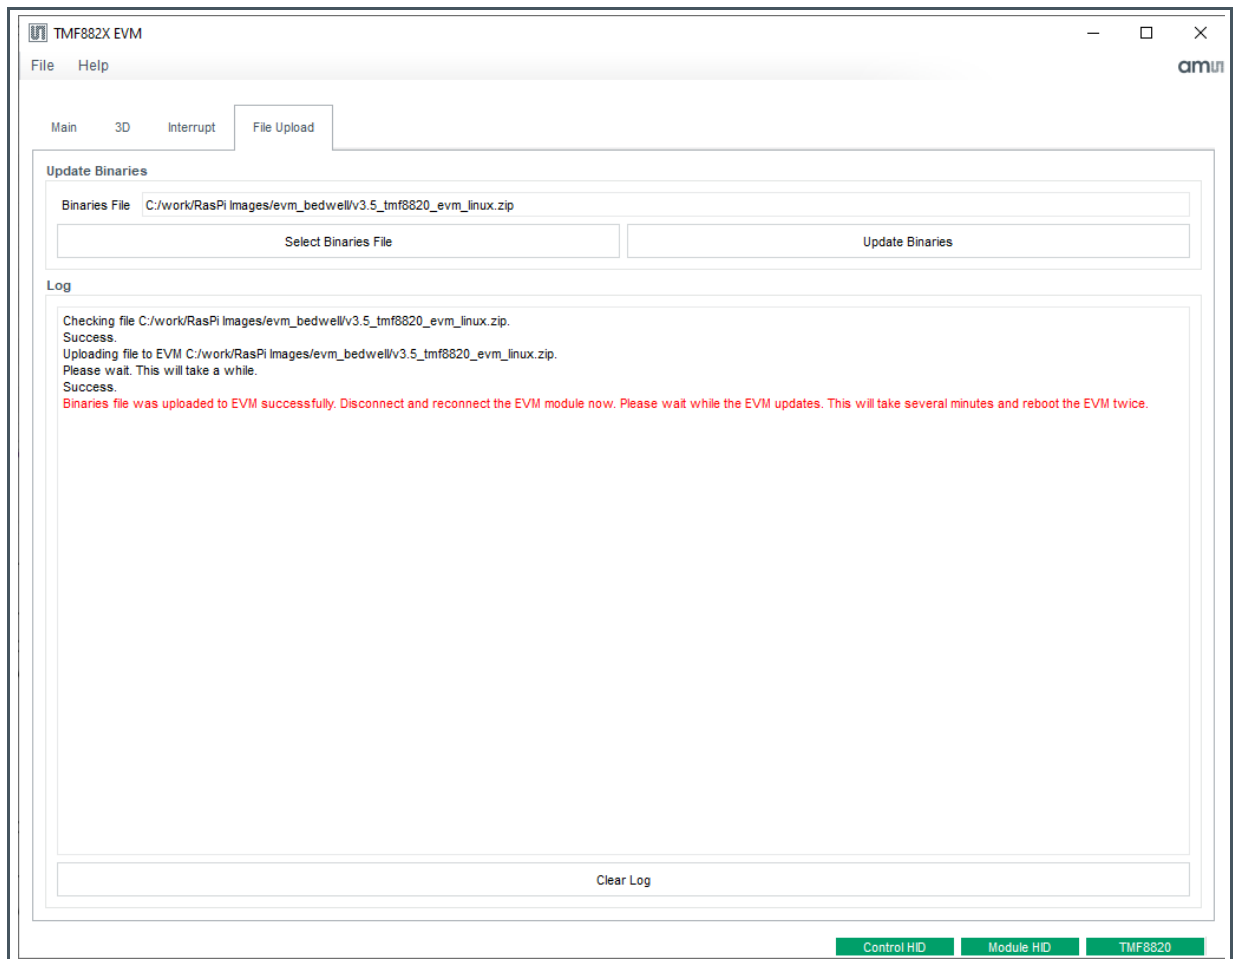 TMF882X EVM
File Help
amu
Main 3D Interrupt File Upload
Update Binaries
Binaries File C:/work/RasPi Images/evm_bedwell/v3.5_tmf8820_evm_linux.zip
Select Binaries File Update Binaries
Log
Checking file C:/work/RasPi Images/evm_bedwell/v3.5_tmf8820_evm_linux.zip.
Success.
Uploading file to EVM C:/work/RasPi Images/evm_bedwell/v3.5_tmf8820_evm_linux.zip.
Please wait. This will take a while.
Success.
Binaries file was uploaded to EVM successfully. Disconnect and reconnect the EVM module now. Please wait while the EVM updates. This will take several minutes and reboot the EVM twice.
Clear Log
Control HID Module HID TMF8820